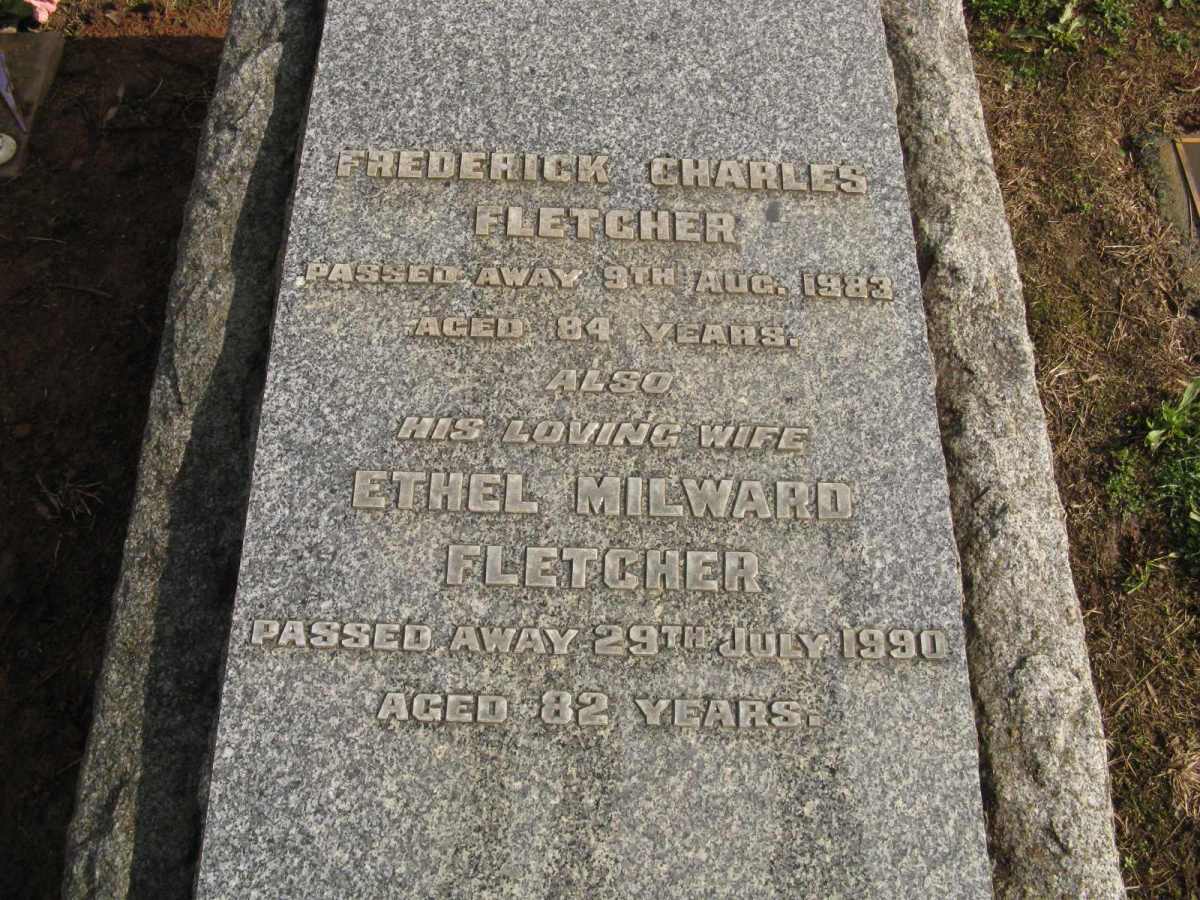 FREDERICK CHARLES
FLETCHER
PASSED AWAY 9TH AUG. 1983
AGED 84 YEARS.
ALSO
HIS LOVING WIFE
ETHEL MILWARD
FLETCHER
PASSED AWAY 29TH JULY 1990
AGED 82 YEARS.